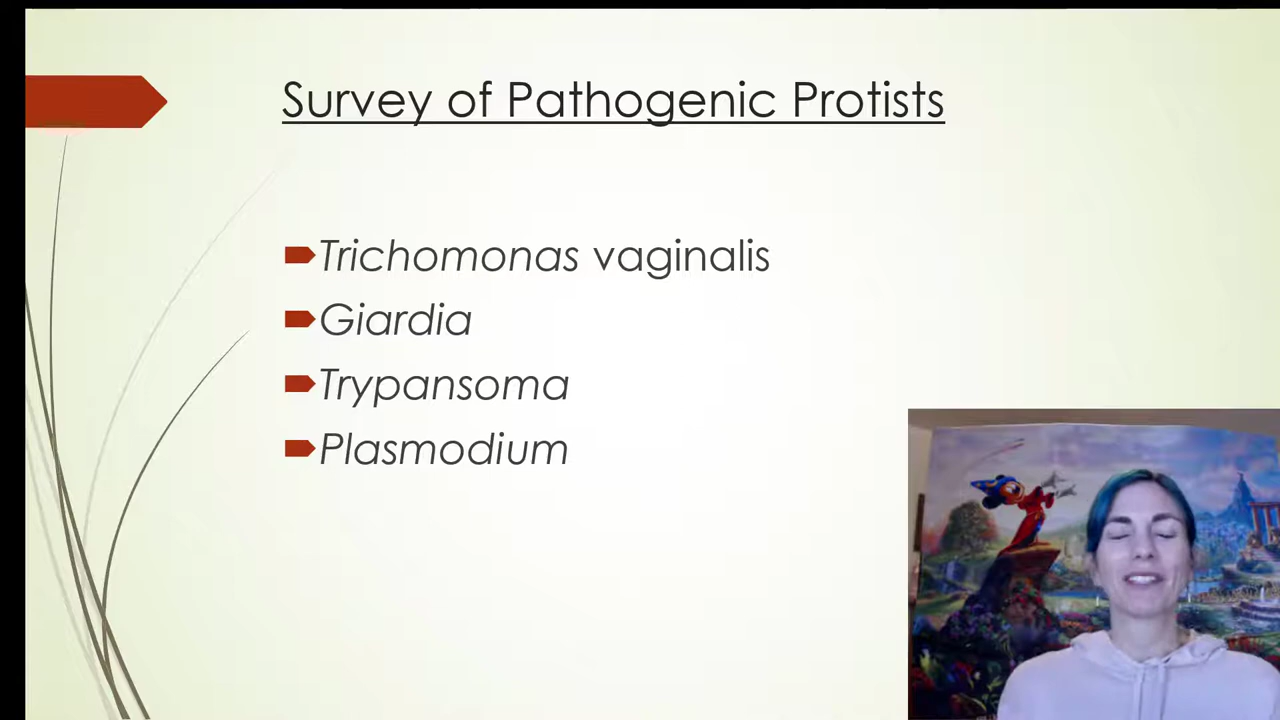 Survey of Pathogenic Protists
Trichomonas vaginalis
Giardia
Trypansoma
Plasmodium